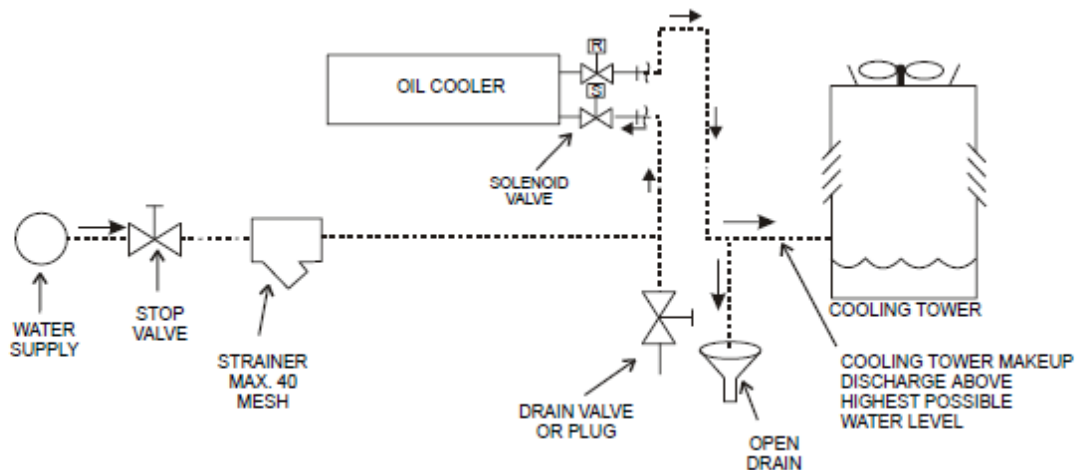 R
OIL COOLER
S
SOLENOID
VALVE
WATER
SUPPLY
STOP
VALVE
STRAINER
MAX. 40
MESH
DRAIN VALVE
OR PLUG
OPEN
DRAIN
COOLING TOWER
COOLING TOWER MAKEUP
DISCHARGE ABOVE
HIGHEST POSSIBLE
WATER LEVEL